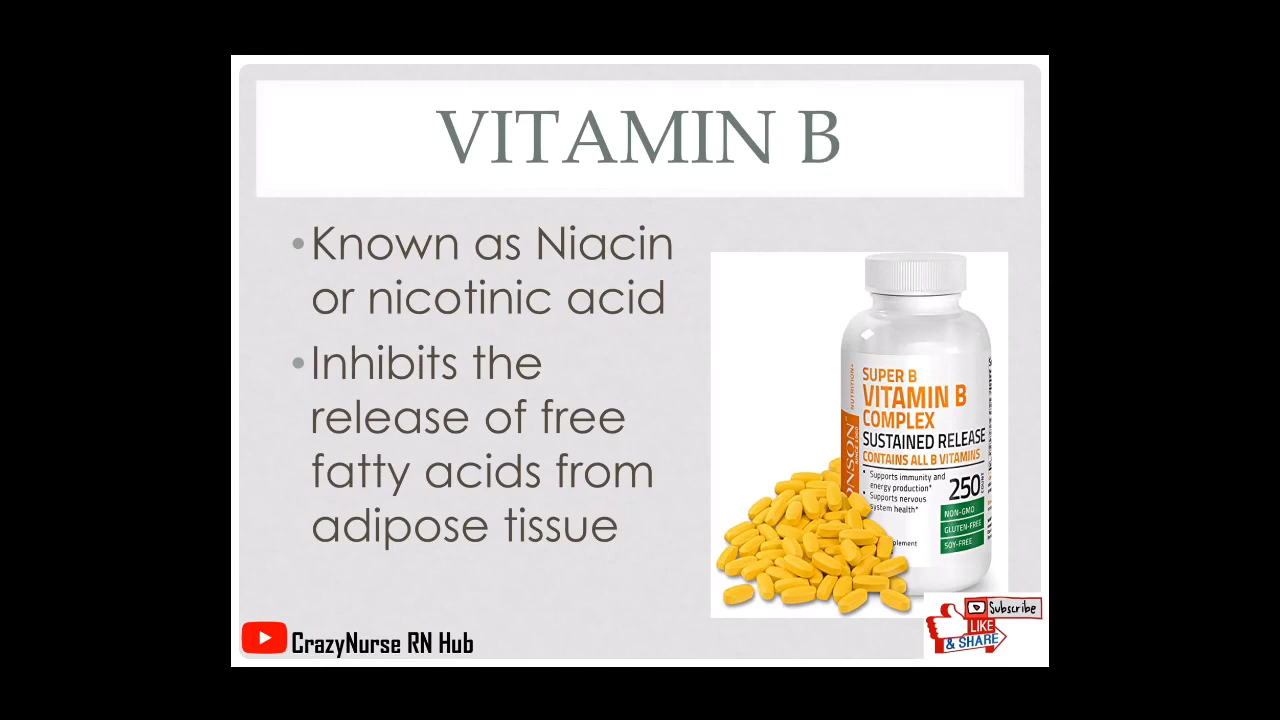 VITAMIN B
•Known as Niacin
or nicotinic acid
•Inhibits the
release of free
fatty acids from
adipose tissue
NUTRITION
SUPER B
VITAMIN B
COMPLEX
SUSTAINED RELEASE
CONTAINS ALL B VITAMINS
• Supports immunity and
energy production*
• Supports nervous
system health*
250
COUNT
NON-GMO
GLUTEN-FREE
SOY-FREE
CrazyNurse RN Hub
Subscribe
LIKE
& SHARE